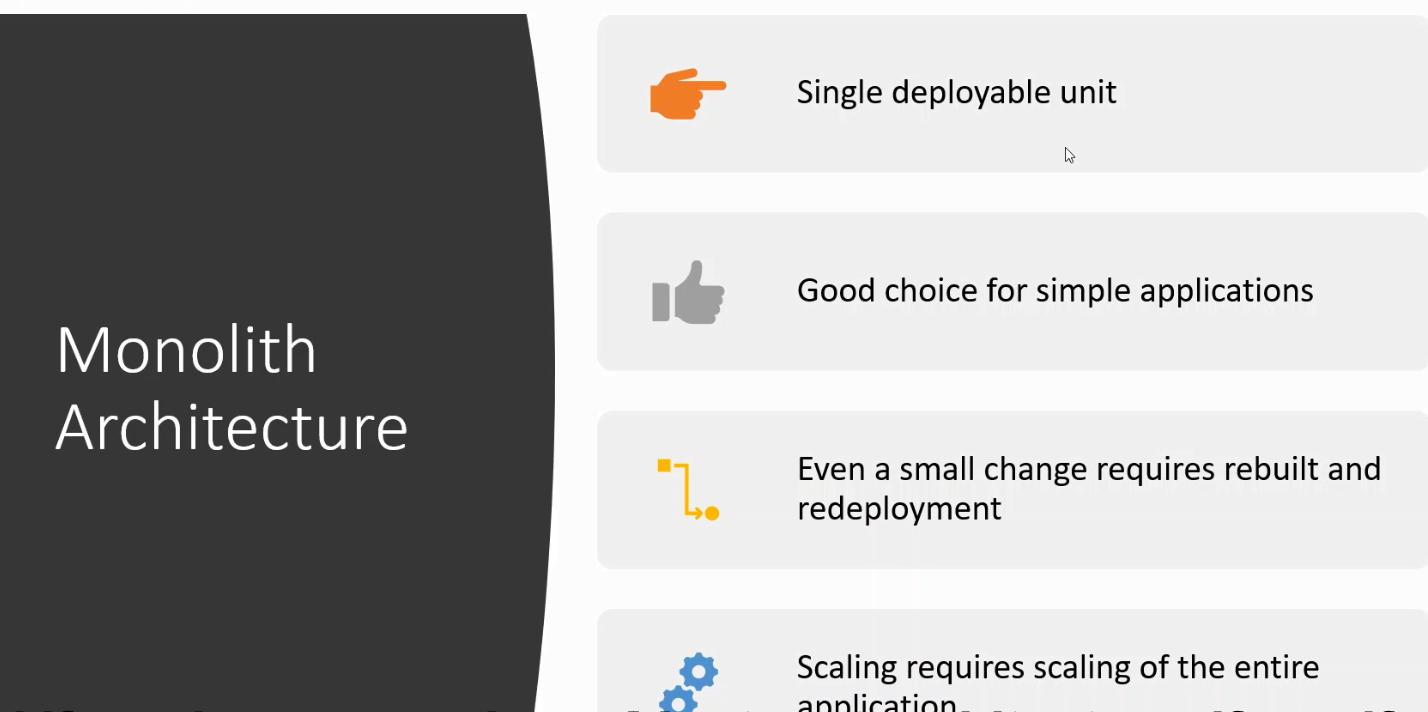 Monolith
Architecture
Single deployable unit
Good choice for simple applications
Even a small change requires rebuilt and
redeployment
Scaling requires scaling of the entire
application